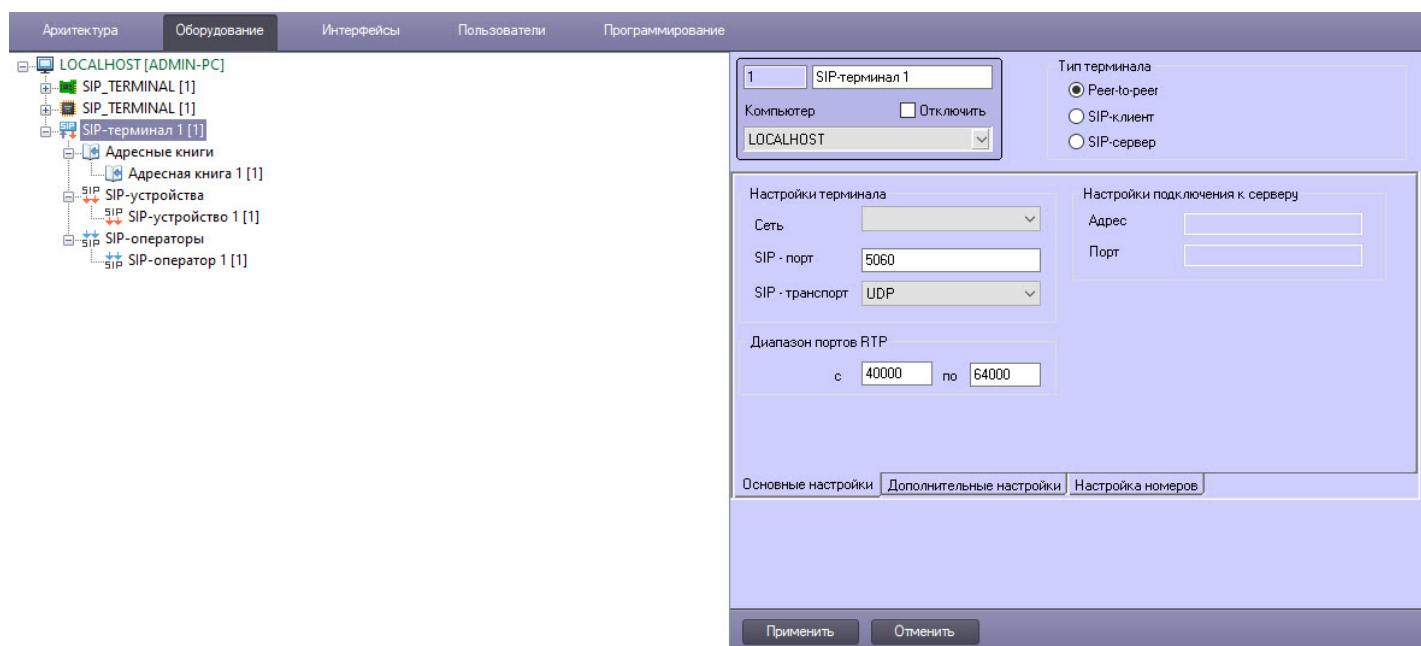 Архитектура Оборудование Интерфейсы Пользователи Программирование
LOCALHOST [ADMIN-PC]
SIP_TERMINAL [1]
SIP_TERMINAL [1]
SIP-терминал 1 [1]
Адресные книги
Адресная книга 1 [1]
SIP-устройства
SIP-устройство 1 [1]
SIP-операторы
SIP-оператор 1 [1]
1 SIP-терминал 1
Компьютер Отключить
LOCALHOST
Тип терминала
Peer-to-peer
SIP-клиент
SIP-сервер
Настройки терминала
Сеть
SIP - порт 5060
SIP - транспорт UDP
Настройки подключения к серверу
Адрес
Порт
Диапазон портов RTP
с 40000 по 64000
Основные настройки Дополнительные настройки Настройка номеров
Применить Отменить